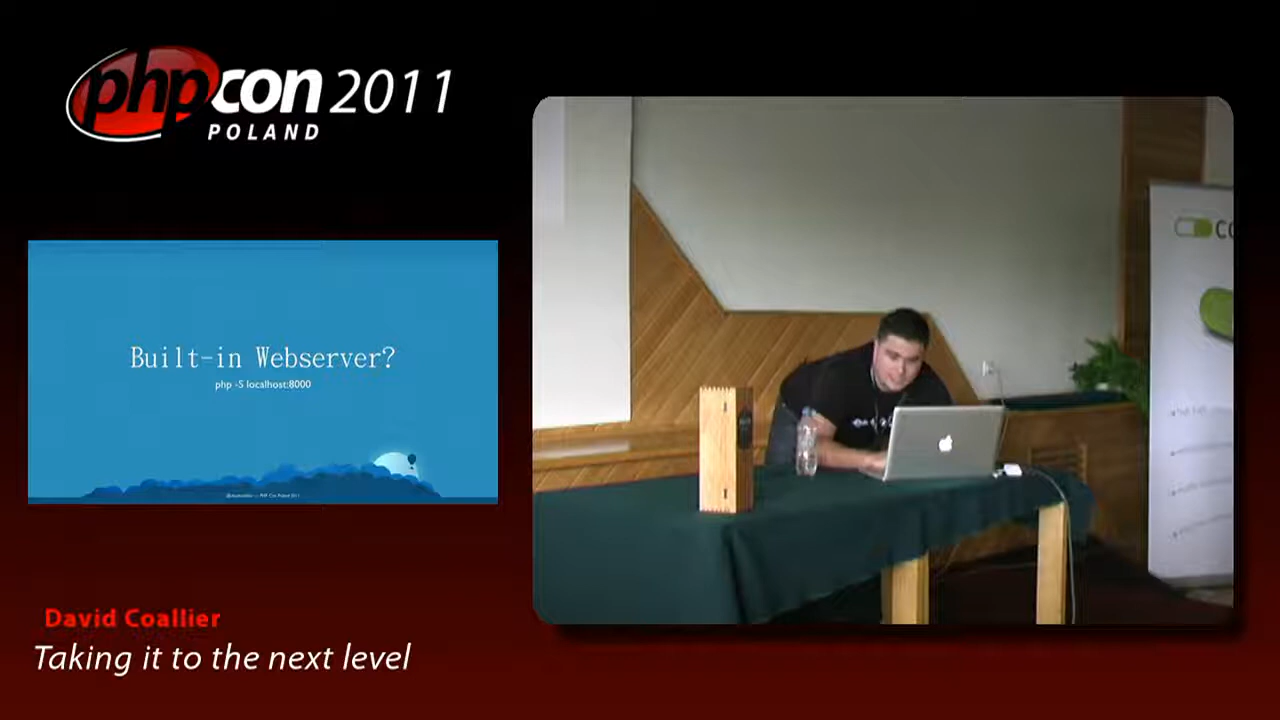 phpcon 2011
POLAND
Built-in Webserver?
php -S localhost:8000
David Coallier
Taking it to the next level